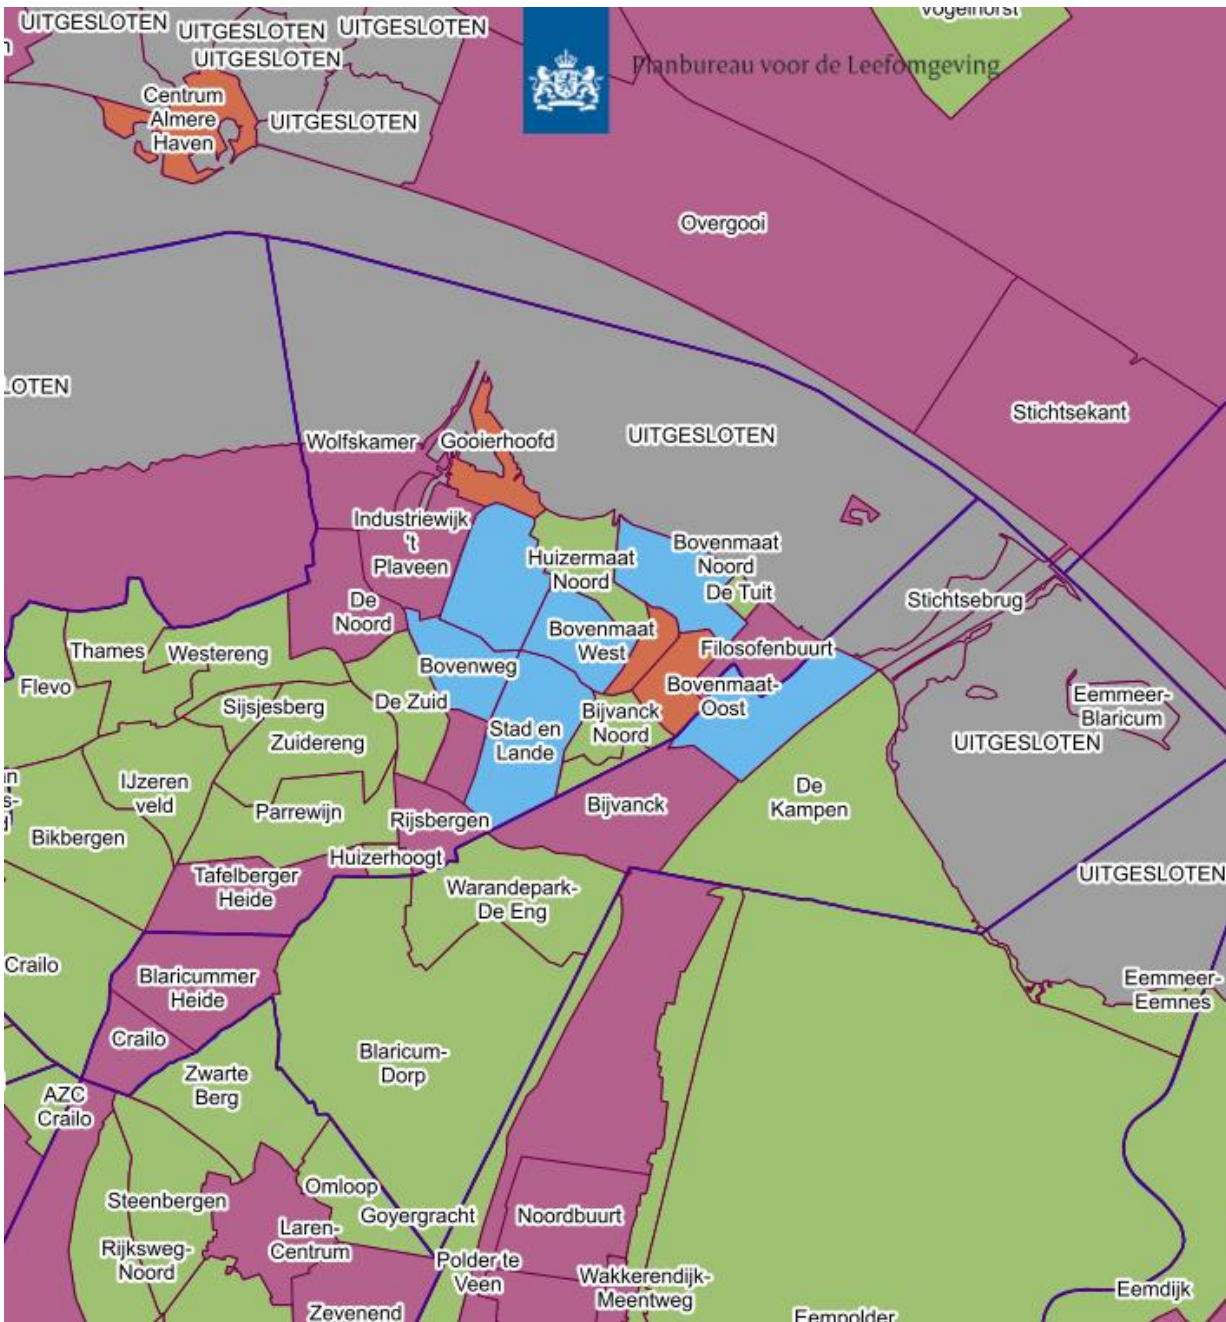 UITGESLOTEN
UITGESLOTEN
UITGESLOTEN
UITGESLOTEN
Vogelhorst
Planbureau voor de Leefomgeving
Centrum
Almere
Haven
UITGESLOTEN
Overgooi
LOTEN
Stichtsekant
Wolfskamer
Gooierhoofd
UITGESLOTEN
Industriewijk
't
Plaveen
Huizermaat
Noord
Bovenmaat
Noord
De Tuit
De
Noord
Stichtsebrug
Thames
Westereng
Bovenmaat
West
Filosofenbuurt
Flevo
Bovenweg
Bovenmaat-
Oost
Eemmeer-
Blaricum
Sijsjesberg
De Zuid
Zuidereng
Stad en
Lande
Bijvanck
Noord
UITGESLOTEN
IJzeren
veld
Parrewijn
Rijsbergen
Bijvanck
De
Kampen
Bikbergen
Huizerhoogt
Tafelberger
Heide
Warandepark-
De Eng
UITGESLOTEN
Crailo
Blaricummer
Heide
Eemmeer-
Eemnes
Crailo
Blaricum-
Dorp
Zwarte
Berg
AZC
Crailo
Steenbergen
Omloop
Goyergracht
Noordbuurt
Laren-
Centrum
Rijksweg-
Noord
Polder te
Veen
Wakkerendijk-
Meentweg
Eemdijk
Zevenend
Eempolder